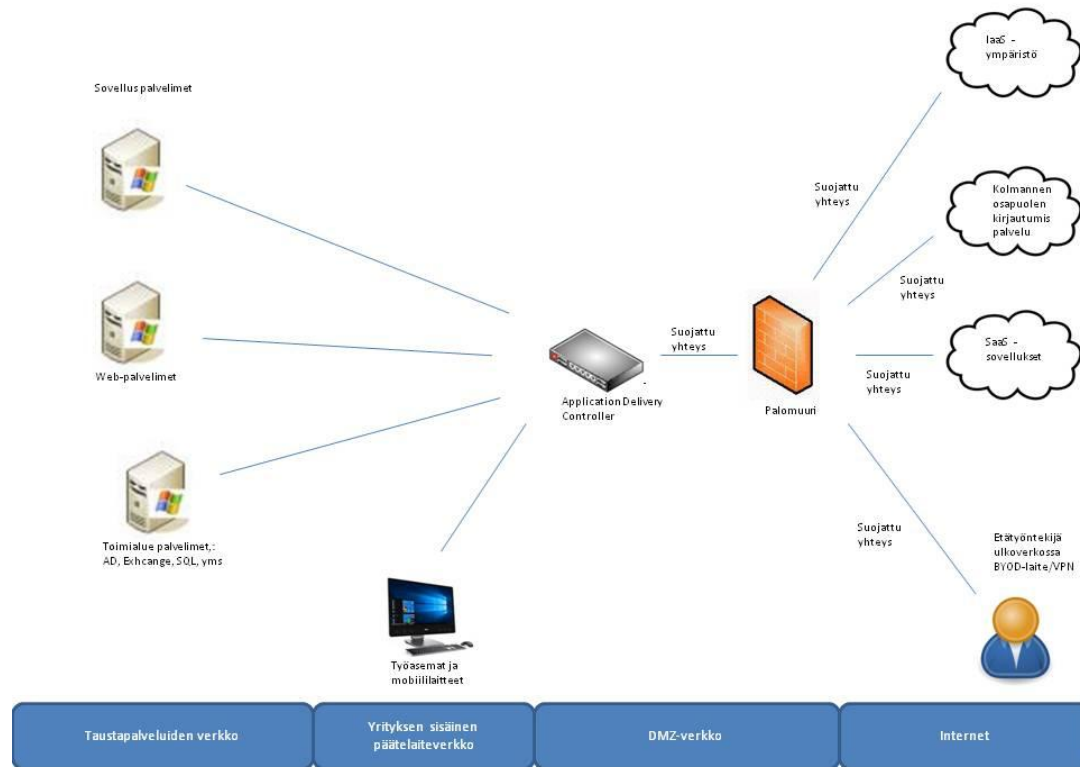 IaaS -
ympäristö
Sovellus palvelimet
Suojattu
yhteys
Kolmannen
osapuolen
kirjautumis
palvelu
Suojattu
yhteys
Suojattu
yhteys
SaaS -
sovellukset
Web-palvelimet
Suojattu
yhteys
Application Delivery
Controller
Palomuuri
Toimialue palvelimet,:
AD, Exhcange, SQL, yms
Suojattu
yhteys
Etätyöntekijä
ulkoverkossa
BYOD-laite/VPN
Työasemat ja
mobiililaitteet
Taustapalveluiden verkko
Yrityksen sisäinen
päätelaiteverkko
DMZ-verkko
Internet